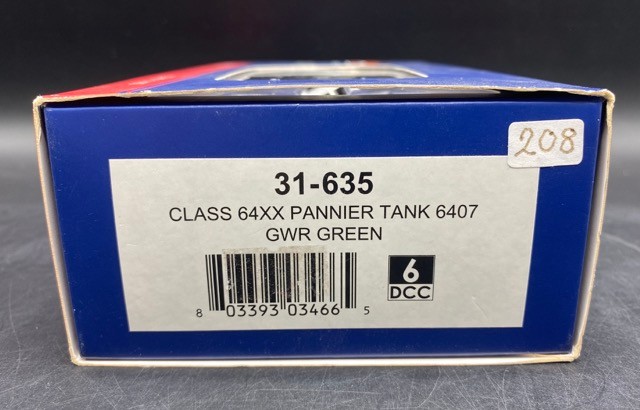 208
31-635
CLASS 64XX PANNIER TANK 6407
GWR GREEN
6
DCC
8 03393 03466 5